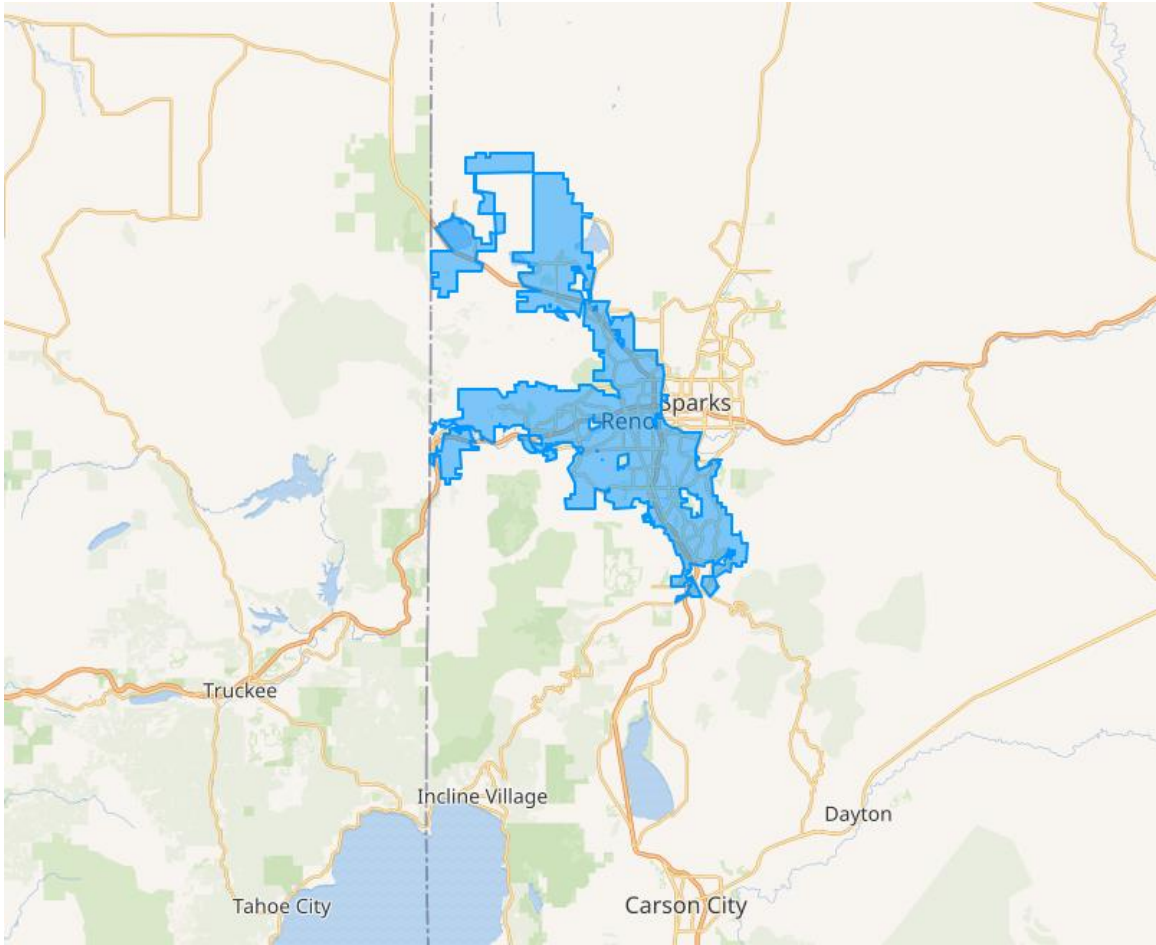 Sparks
Reno
Truckee
Incline Village
Dayton
Tahoe City
Carson City